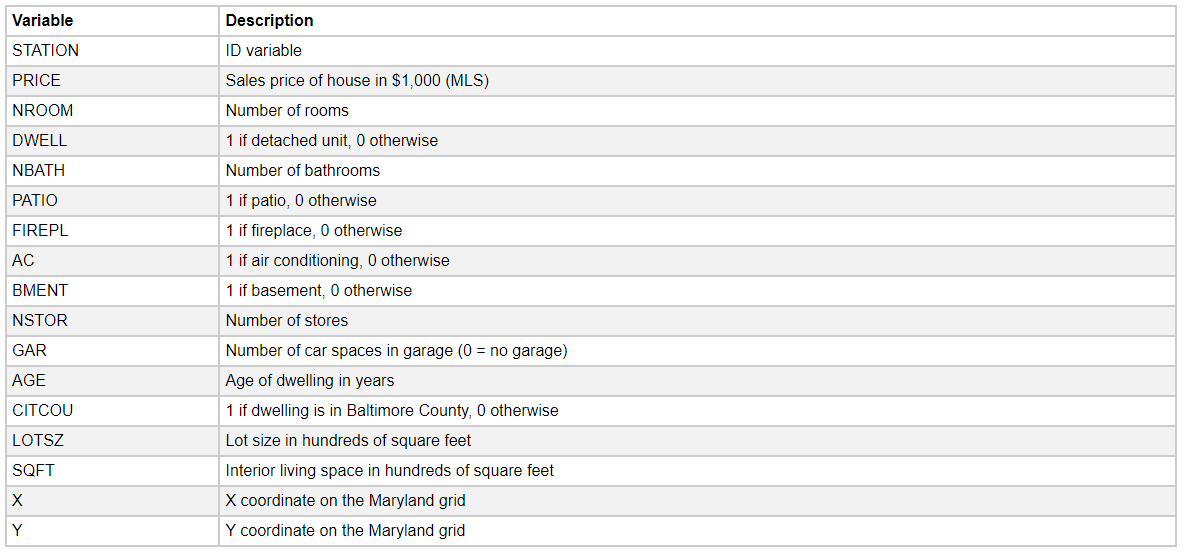 Variable Description
STATION ID variable
PRICE Sales price of house in $1,000 (MLS)
NROOM Number of rooms
DWELL 1 if detached unit, 0 otherwise
NBATH Number of bathrooms
PATIO 1 if patio, 0 otherwise
FIREPL 1 if fireplace, 0 otherwise
AC 1 if air conditioning, 0 otherwise
BMENT 1 if basement, 0 otherwise
NSTOR Number of stores
GAR Number of car spaces in garage (0 = no garage)
AGE Age of dwelling in years
CITCOU 1 if dwelling is in Baltimore County, 0 otherwise
LOTSZ Lot size in hundreds of square feet
SQFT Interior living space in hundreds of square feet
X X coordinate on the Maryland grid
Y Y coordinate on the Maryland grid